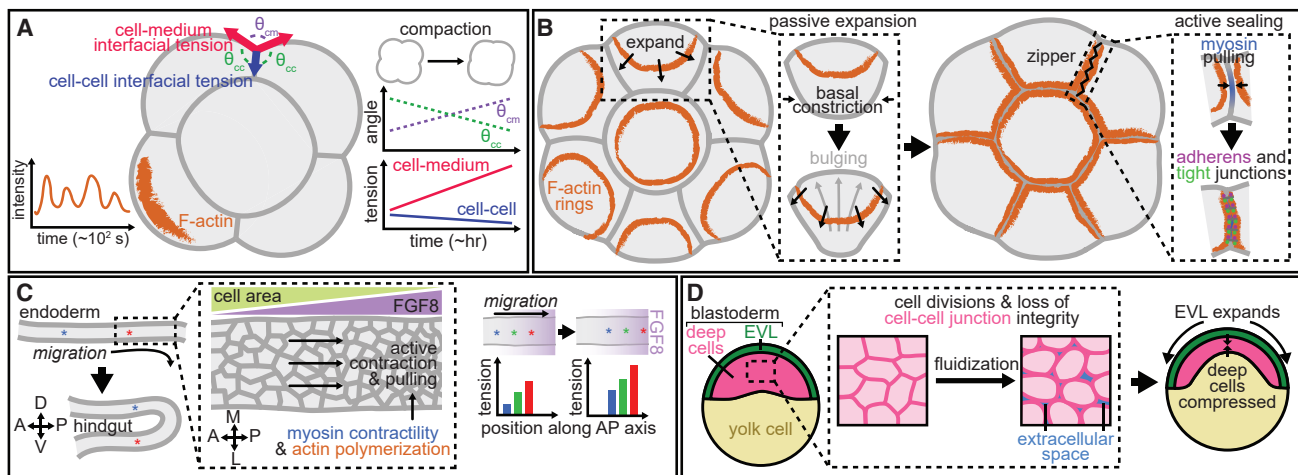 A
cell-medium
interfacial tension
θcm
θcc
θcc
cell-cell interfacial tension
intensity
time (~10² s)
F-actin
compaction
angle
θcm
θcc
tension
cell-medium
cell-cell
time (~hr)
B
expand
F-actin
rings
passive expansion
basal
constriction
bulging
zipper
active sealing
myosin
pulling
adherens and
tight junctions
C
endoderm
* *
migration
D
A P
V
hindgut
*
*
cell area
FGF8
active
contraction
& pulling
M
A P
L
myosin contractility
& actin polymerization
migration
* * *
* * *
FGF8
tension
tension
position along AP axis
D
blastoderm
deep
cells
EVL
yolk cell
cell divisions & loss of
cell-cell junction integrity
fluidization
extracellular
space
EVL expands
deep
cells
compressed